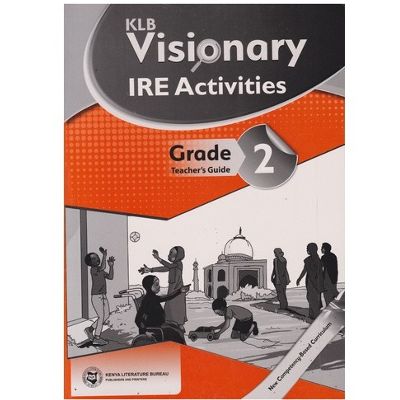 KLB
Visionary
IRE Activities
Grade 2
Teacher's Guide
New Competency-Based Curriculum
KENYA LITERATURE BUREAU
PUBLISHERS AND PRINTERS